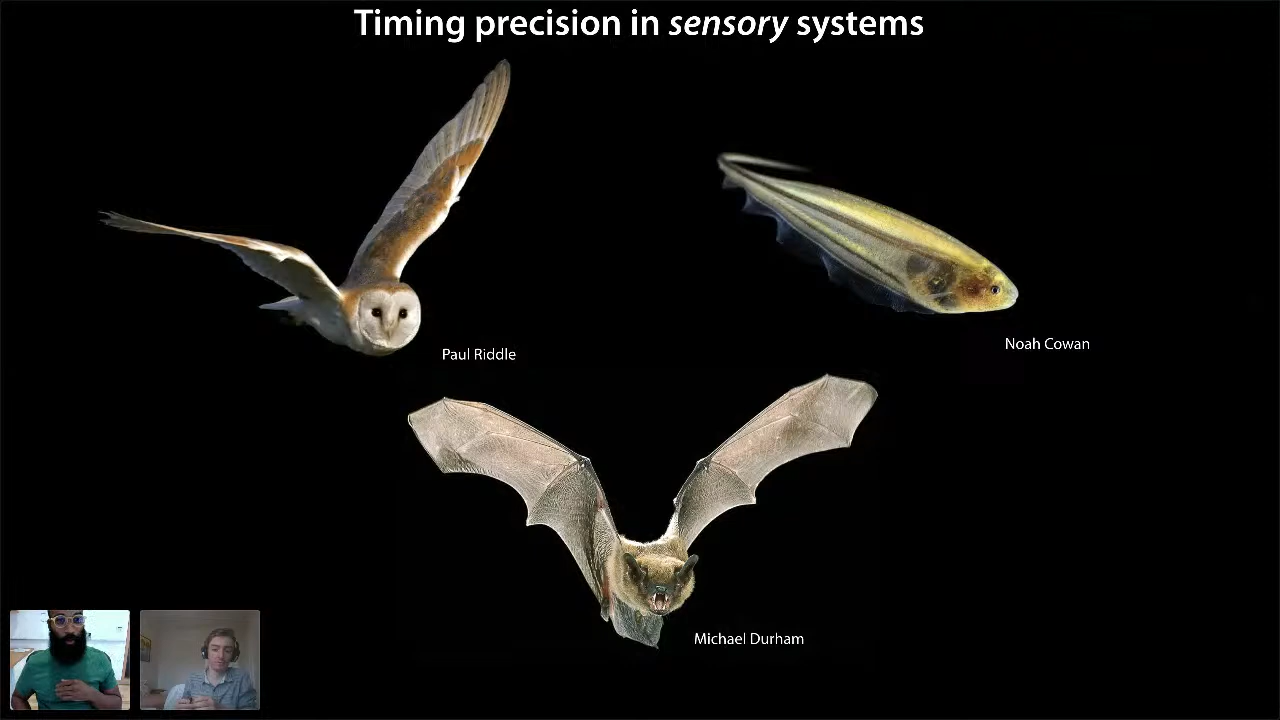 Timing precision in sensory systems
Noah Cowan
Paul Riddle
Michael Durham